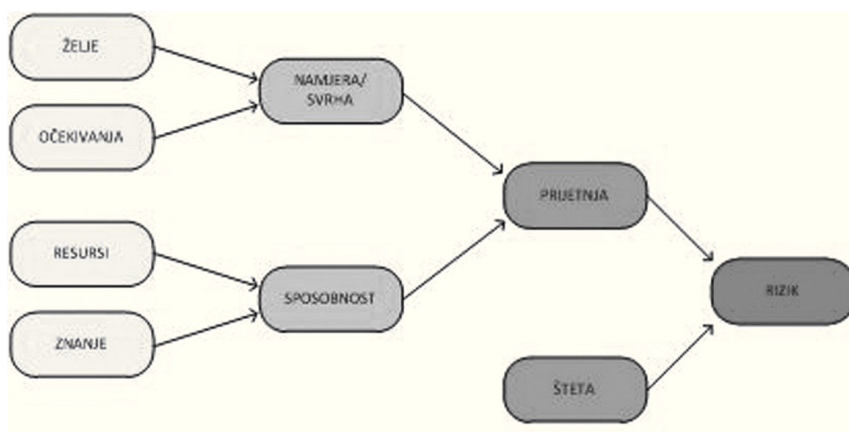 ŽELJE
OČEKIVANJA
NAMJERA/
SVRHA
RESURSI
ZNANJE
SPOSOBNOST
PRIJETNJA
ŠTETA
RIZIK